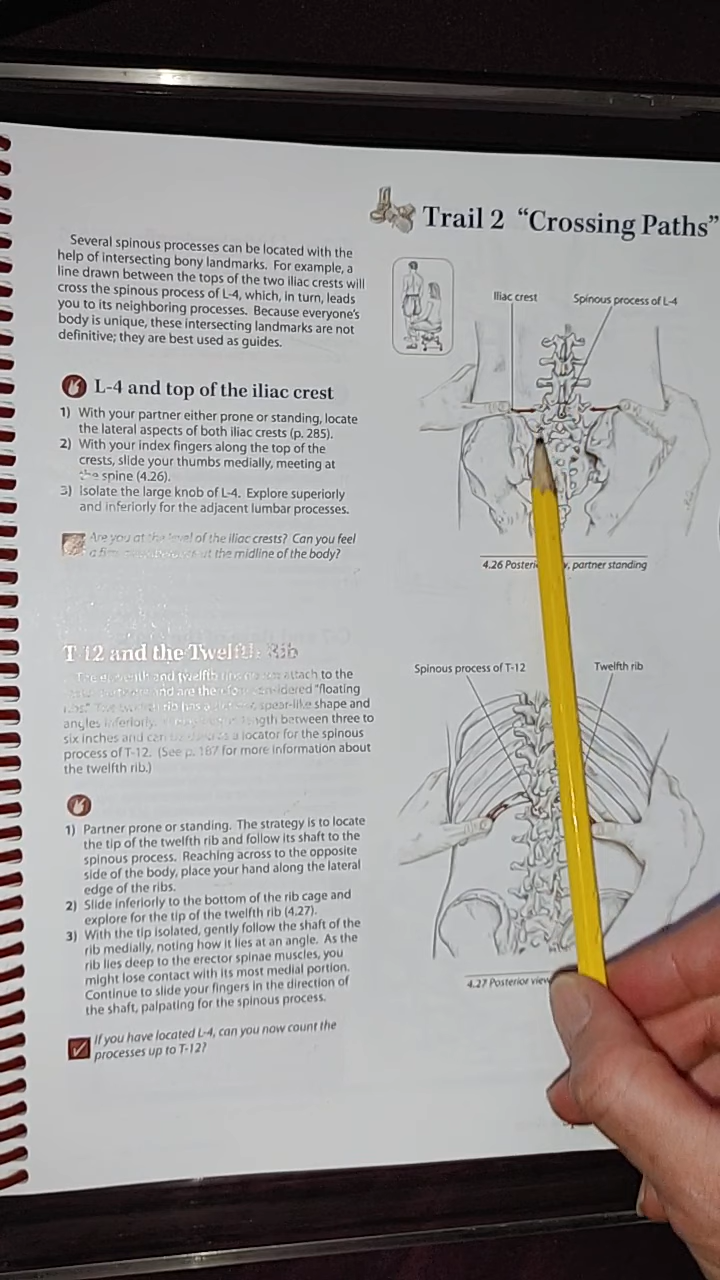 Trail 2 "Crossing Paths"
Several spinous processes can be located with the
help of intersecting bony landmarks. For example, a
line drawn between the tops of the two iliac crests will
cross the spinous process of L-4, which, in turn, leads
you to its neighboring processes. Because everyone's
body is unique, these intersecting landmarks are not
definitive; they are best used as guides.
L-4 and top of the iliac crest
1) With your partner either prone or standing, locate
the lateral aspects of both iliac crests (p. 285).
2) With your index fingers along the top of the
crests, slide your thumbs medially, meeting at
the spine (4.26).
3) Isolate the large knob of L-4. Explore superiorly
and inferiorly for the adjacent lumbar processes.
Are you at the level of the iliac crests? Can you feel
a at the midline of the body?
Iliac crest
Spinous process of L-4
4.26 Posterior partner standing
T-12 and the Twelfth Rib
The and twelfth attach to the
and are the "floating
rib has a spear-like shape and
angles inferiorly. length between three to
six inches and can a locator for the spinous
process of T-12. (See p. 187 for more information about
the twelfth rib.)
1) Partner prone or standing. The strategy is to locate
the tip of the twelfth rib and follow its shaft to the
spinous process. Reaching across to the opposite
side of the body, place your hand along the lateral
edge of the ribs.
2) Slide inferiorly to the bottom of the rib cage and
explore for the tip of the twelfth rib (4.27).
3) With the tip isolated, gently follow the shaft of the
rib medially, noting how it lies at an angle. As the
rib lies deep to the erector spinae muscles, you
might lose contact with its most medial portion.
Continue to slide your fingers in the direction of
the shaft, palpating for the spinous process.
If you have located L-4, can you now count the
processes up to T-12?
Spinous process of T-12
Twelfth rib
4.27 Posterior view